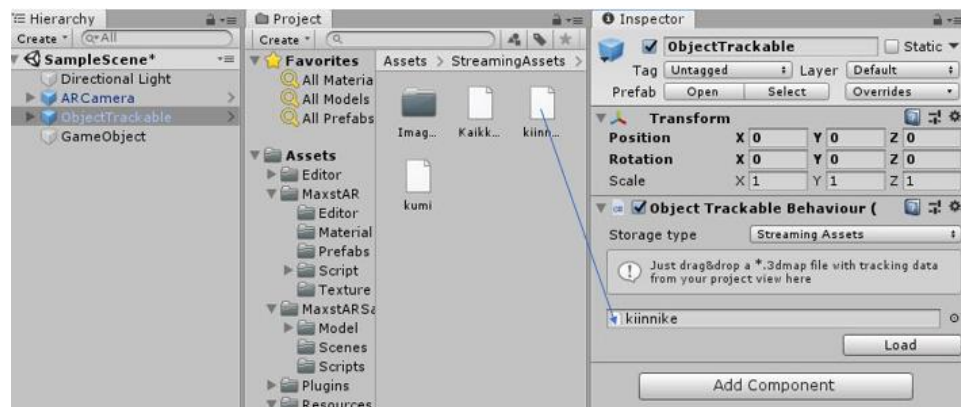 Hierarchy
Create
All
SampleScene*
Directional Light
ARCamera
ObjectTrackable
GameObject
Project
Create
Favorites
All Materia
All Models
All Prefabs
Assets
Editor
MaxstAR
Editor
Material
Prefabs
Script
Texture
MaxstARSa
Model
Scenes
Scripts
Plugins
Resources
Assets > StreamingAssets >
Imag... Kaikk... kiinn...
kumi
Inspector
ObjectTrackable Static
Tag Untagged Layer Default
Prefab Open Select Overrides
Transform
Position X 0 Y 0 Z 0
Rotation X 0 Y 0 Z 0
Scale X 1 Y 1 Z 1
Object Trackable Behaviour (
Storage type Streaming Assets
Just drag&drop a *.3dmap file with tracking data
from your project view here
kiinnike
Load
Add Component